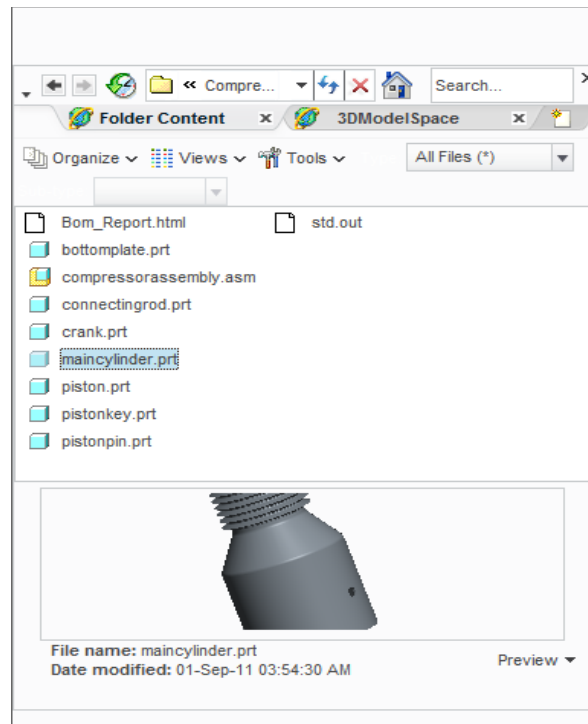 « Compre... Search...
Folder Content 3DModelSpace
Organize Views Tools All Files (*)
Bom_Report.html std.out
bottomplate.prt
compressorassembly.asm
connectingrod.prt
crank.prt
maincylinder.prt
piston.prt
pistonkey.prt
pistonpin.prt
File name: maincylinder.prt
Date modified: 01-Sep-11 03:54:30 AM
Preview